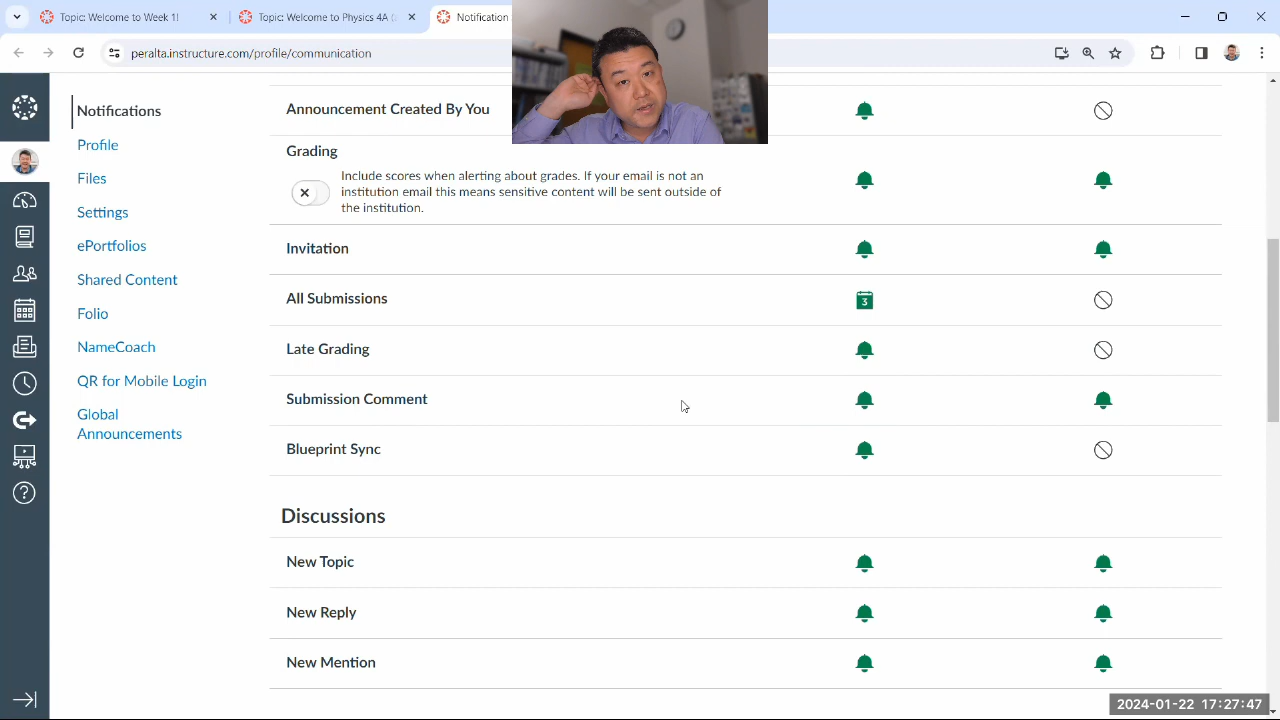 Topic: Welcome to Week 1!
Topic: Welcome to Physics 4A
Notification
peralta.instructure.com/profile/communication
Notifications
Profile
Files
Settings
ePortfolios
Shared Content
Folio
NameCoach
QR for Mobile Login
Global
Announcements
Announcement Created By You
Grading
Include scores when alerting about grades. If your email is not an
institution email this means sensitive content will be sent outside of
the institution.
Invitation
All Submissions
3
Late Grading
Submission Comment
Blueprint Sync
Discussions
New Topic
New Reply
New Mention
2024-01-22 17:27:47